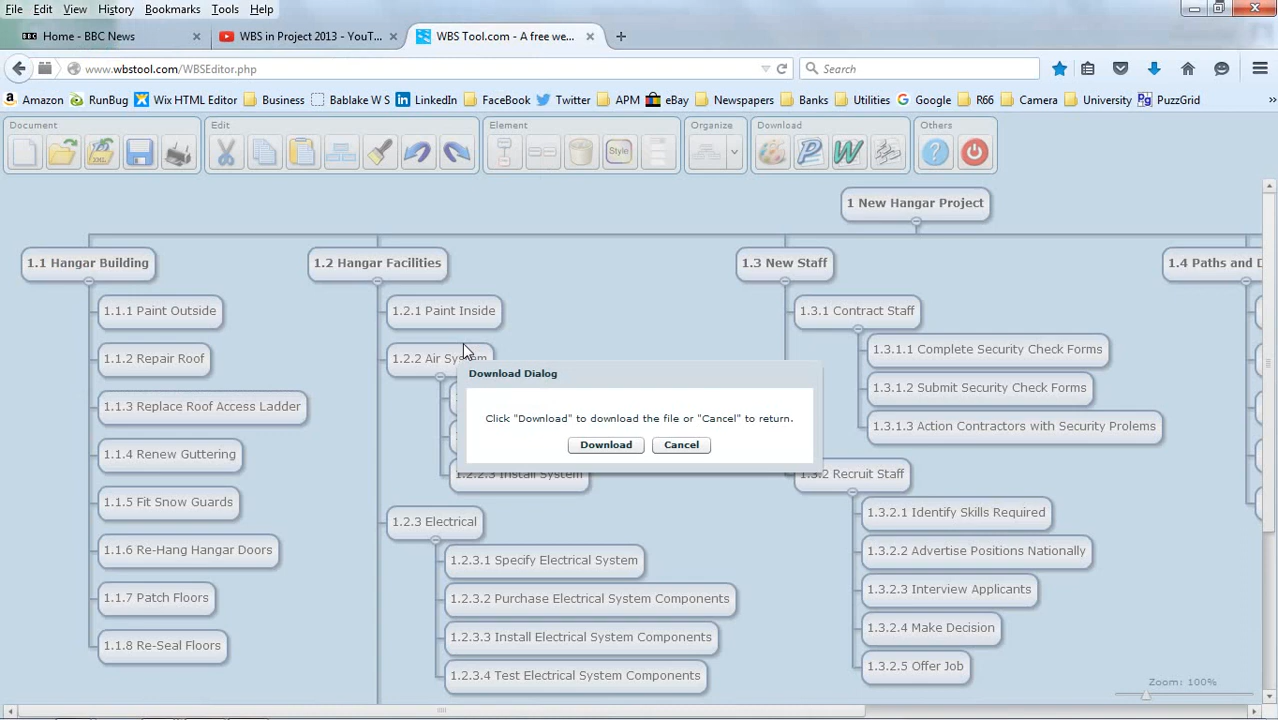 File Edit View History Bookmarks Tools Help
BBC Home - BBC News
WBS in Project 2013 - YouT...
WBS Tool.com - A free we...
www.wbstool.com/WBSEditor.php
Search
Amazon RunBug Wix HTML Editor Business Bablake W S LinkedIn FaceBook Twitter APM eBay Newspapers Banks Utilities Google R66 Camera University PuzzGrid
Document Edit Element Organize Download Others
XML Style P W ?
1 New Hangar Project
1.1 Hangar Building
1.2 Hangar Facilities
1.3 New Staff
1.4 Paths and D
1.1.1 Paint Outside
1.1.2 Repair Roof
1.1.3 Replace Roof Access Ladder
1.1.4 Renew Guttering
1.1.5 Fit Snow Guards
1.1.6 Re-Hang Hangar Doors
1.1.7 Patch Floors
1.1.8 Re-Seal Floors
1.2.1 Paint Inside
1.2.2 Air System
1.2.2.3 Install System
1.2.3 Electrical
1.2.3.1 Specify Electrical System
1.2.3.2 Purchase Electrical System Components
1.2.3.3 Install Electrical System Components
1.2.3.4 Test Electrical System Components
Download Dialog
Click "Download" to download the file or "Cancel" to return.
Download Cancel
1.3.1 Contract Staff
1.3.1.1 Complete Security Check Forms
1.3.1.2 Submit Security Check Forms
1.3.1.3 Action Contractors with Security Prolems
1.3.2 Recruit Staff
1.3.2.1 Identify Skills Required
1.3.2.2 Advertise Positions Nationally
1.3.2.3 Interview Applicants
1.3.2.4 Make Decision
1.3.2.5 Offer Job
Zoom: 100%